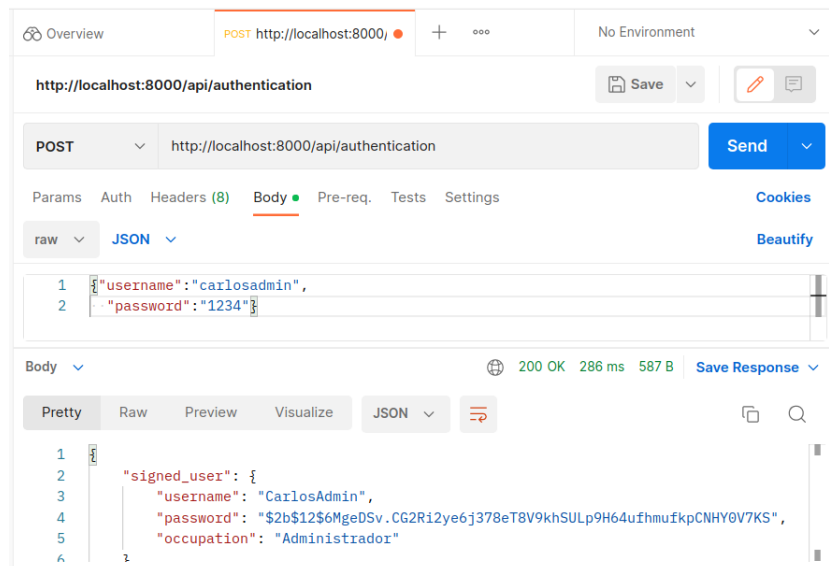 Overview POST http://localhost:8000/ No Environment
http://localhost:8000/api/authentication Save
POST http://localhost:8000/api/authentication Send
Params Auth Headers (8) Body Pre-req. Tests Settings Cookies
raw JSON Beautify
1 {"username":"carlosadmin",
2 "password":"1234"}
Body 200 OK 286 ms 587 B Save Response
Pretty Raw Preview Visualize JSON
1 {
2 "signed_user": {
3 "username": "CarlosAdmin",
4 "password": "$2b$12$6MgeDSv.CG2Ri2ye6j378eT8V9khSULp9H64ufhmufkpCNHY0V7KS",
5 "occupation": "Administrador"
6 }